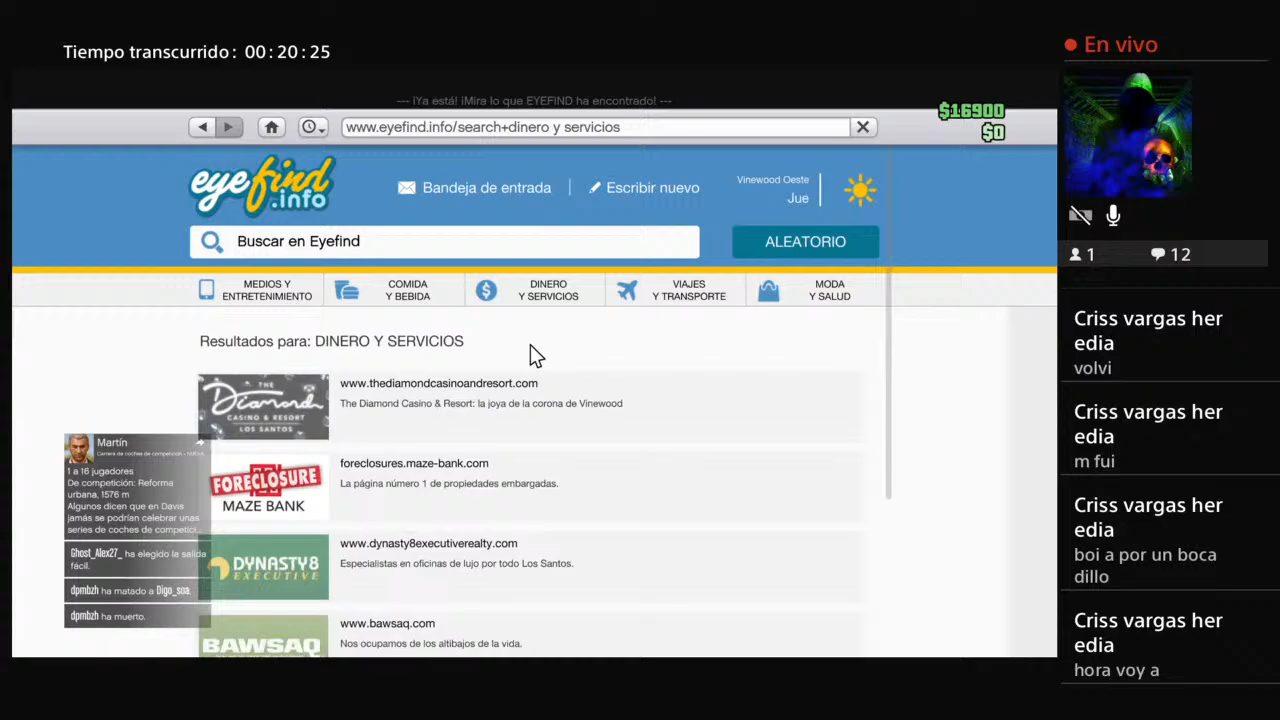 Tiempo transcurrido: 00:20:25
En vivo
--- ¡Ya está! ¡Mira lo que EYEFIND ha encontrado! ---
www.eyefind.info/search+dinero y servicios
$16900
$0
eyefind
.info
Bandeja de entrada
Escribir nuevo
Vinewood Oeste
Jue
Buscar en Eyefind
ALEATORIO
1
12
MEDIOS Y
ENTRETENIMIENTO
COMIDA
Y BEBIDA
DINERO
Y SERVICIOS
VIAJES
Y TRANSPORTE
MODA
Y SALUD
Resultados para: DINERO Y SERVICIOS
THE
Diamond
CASINO & RESORT
LOS SANTOS
www.thediamondcasinoandresort.com
The Diamond Casino & Resort: la joya de la corona de Vinewood
FORECLOSURE
MAZE BANK
foreclosures.maze-bank.com
La página número 1 de propiedades embargadas.
DYNASTY8
EXECUTIVE
www.dynasty8executiverealty.com
Especialistas en oficinas de lujo por todo Los Santos.
BAWSAQ
www.bawsaq.com
Nos ocupamos de los altibajos de la vida.
Martín
Carrera de coches de competición -
1 a 16 jugadores
De competición: Reforma
urbana, 1576 m
Algunos dicen que en Davis
jamás se podrían celebrar unas
series de coches de competici...
Ghost_Alex27_ ha elegido la salida
fácil.
dpmbzh ha matado a Digo_soa.
dpmbzh ha muerto.
Criss vargas her
edia
volvi
Criss vargas her
edia
m fui
Criss vargas her
edia
boi a por un boca
dillo
Criss vargas her
edia
hora voy a